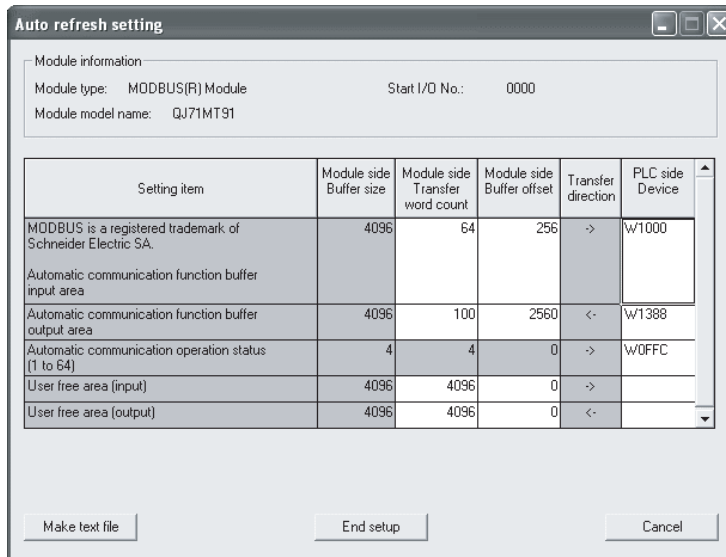 Auto refresh setting
Module information
Module type: MODBUS(R) Module Start I/O No.: 0000
Module model name: QJ71MT91
Setting item Module side Buffer size Module side Transfer word count Module side Buffer offset Transfer direction PLC side Device
MODBUS is a registered trademark of
Schneider Electric SA.
Automatic communication function buffer
input area 4096 64 256 -> W1000
Automatic communication function buffer
output area 4096 100 2560 <- W1388
Automatic communication operation status
(1 to 64) 4 4 0 -> W0FFC
User free area (input) 4096 4096 0 ->
User free area (output) 4096 4096 0 <-
Make text file End setup Cancel